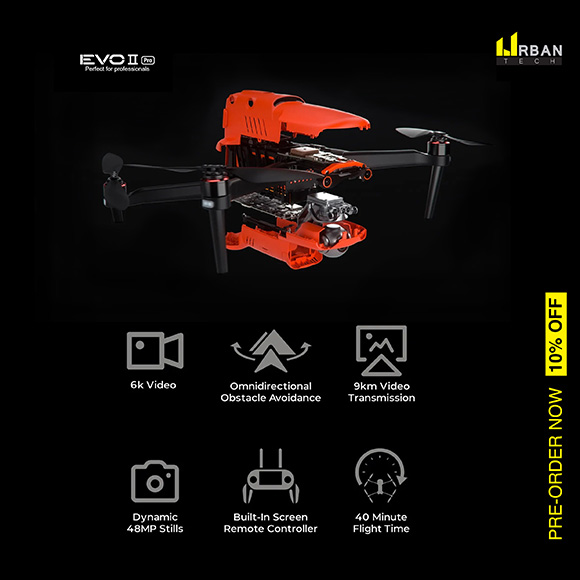 EVO II Pro
Perfect for professionals
URBAN
TECH
6k Video
Omnidirectional
Obstacle Avoidance
9km Video
Transmission
Dynamic
48MP Stills
Built-In Screen
Remote Controller
40 Minute
Flight Time
PRE-ORDER NOW 10% OFF